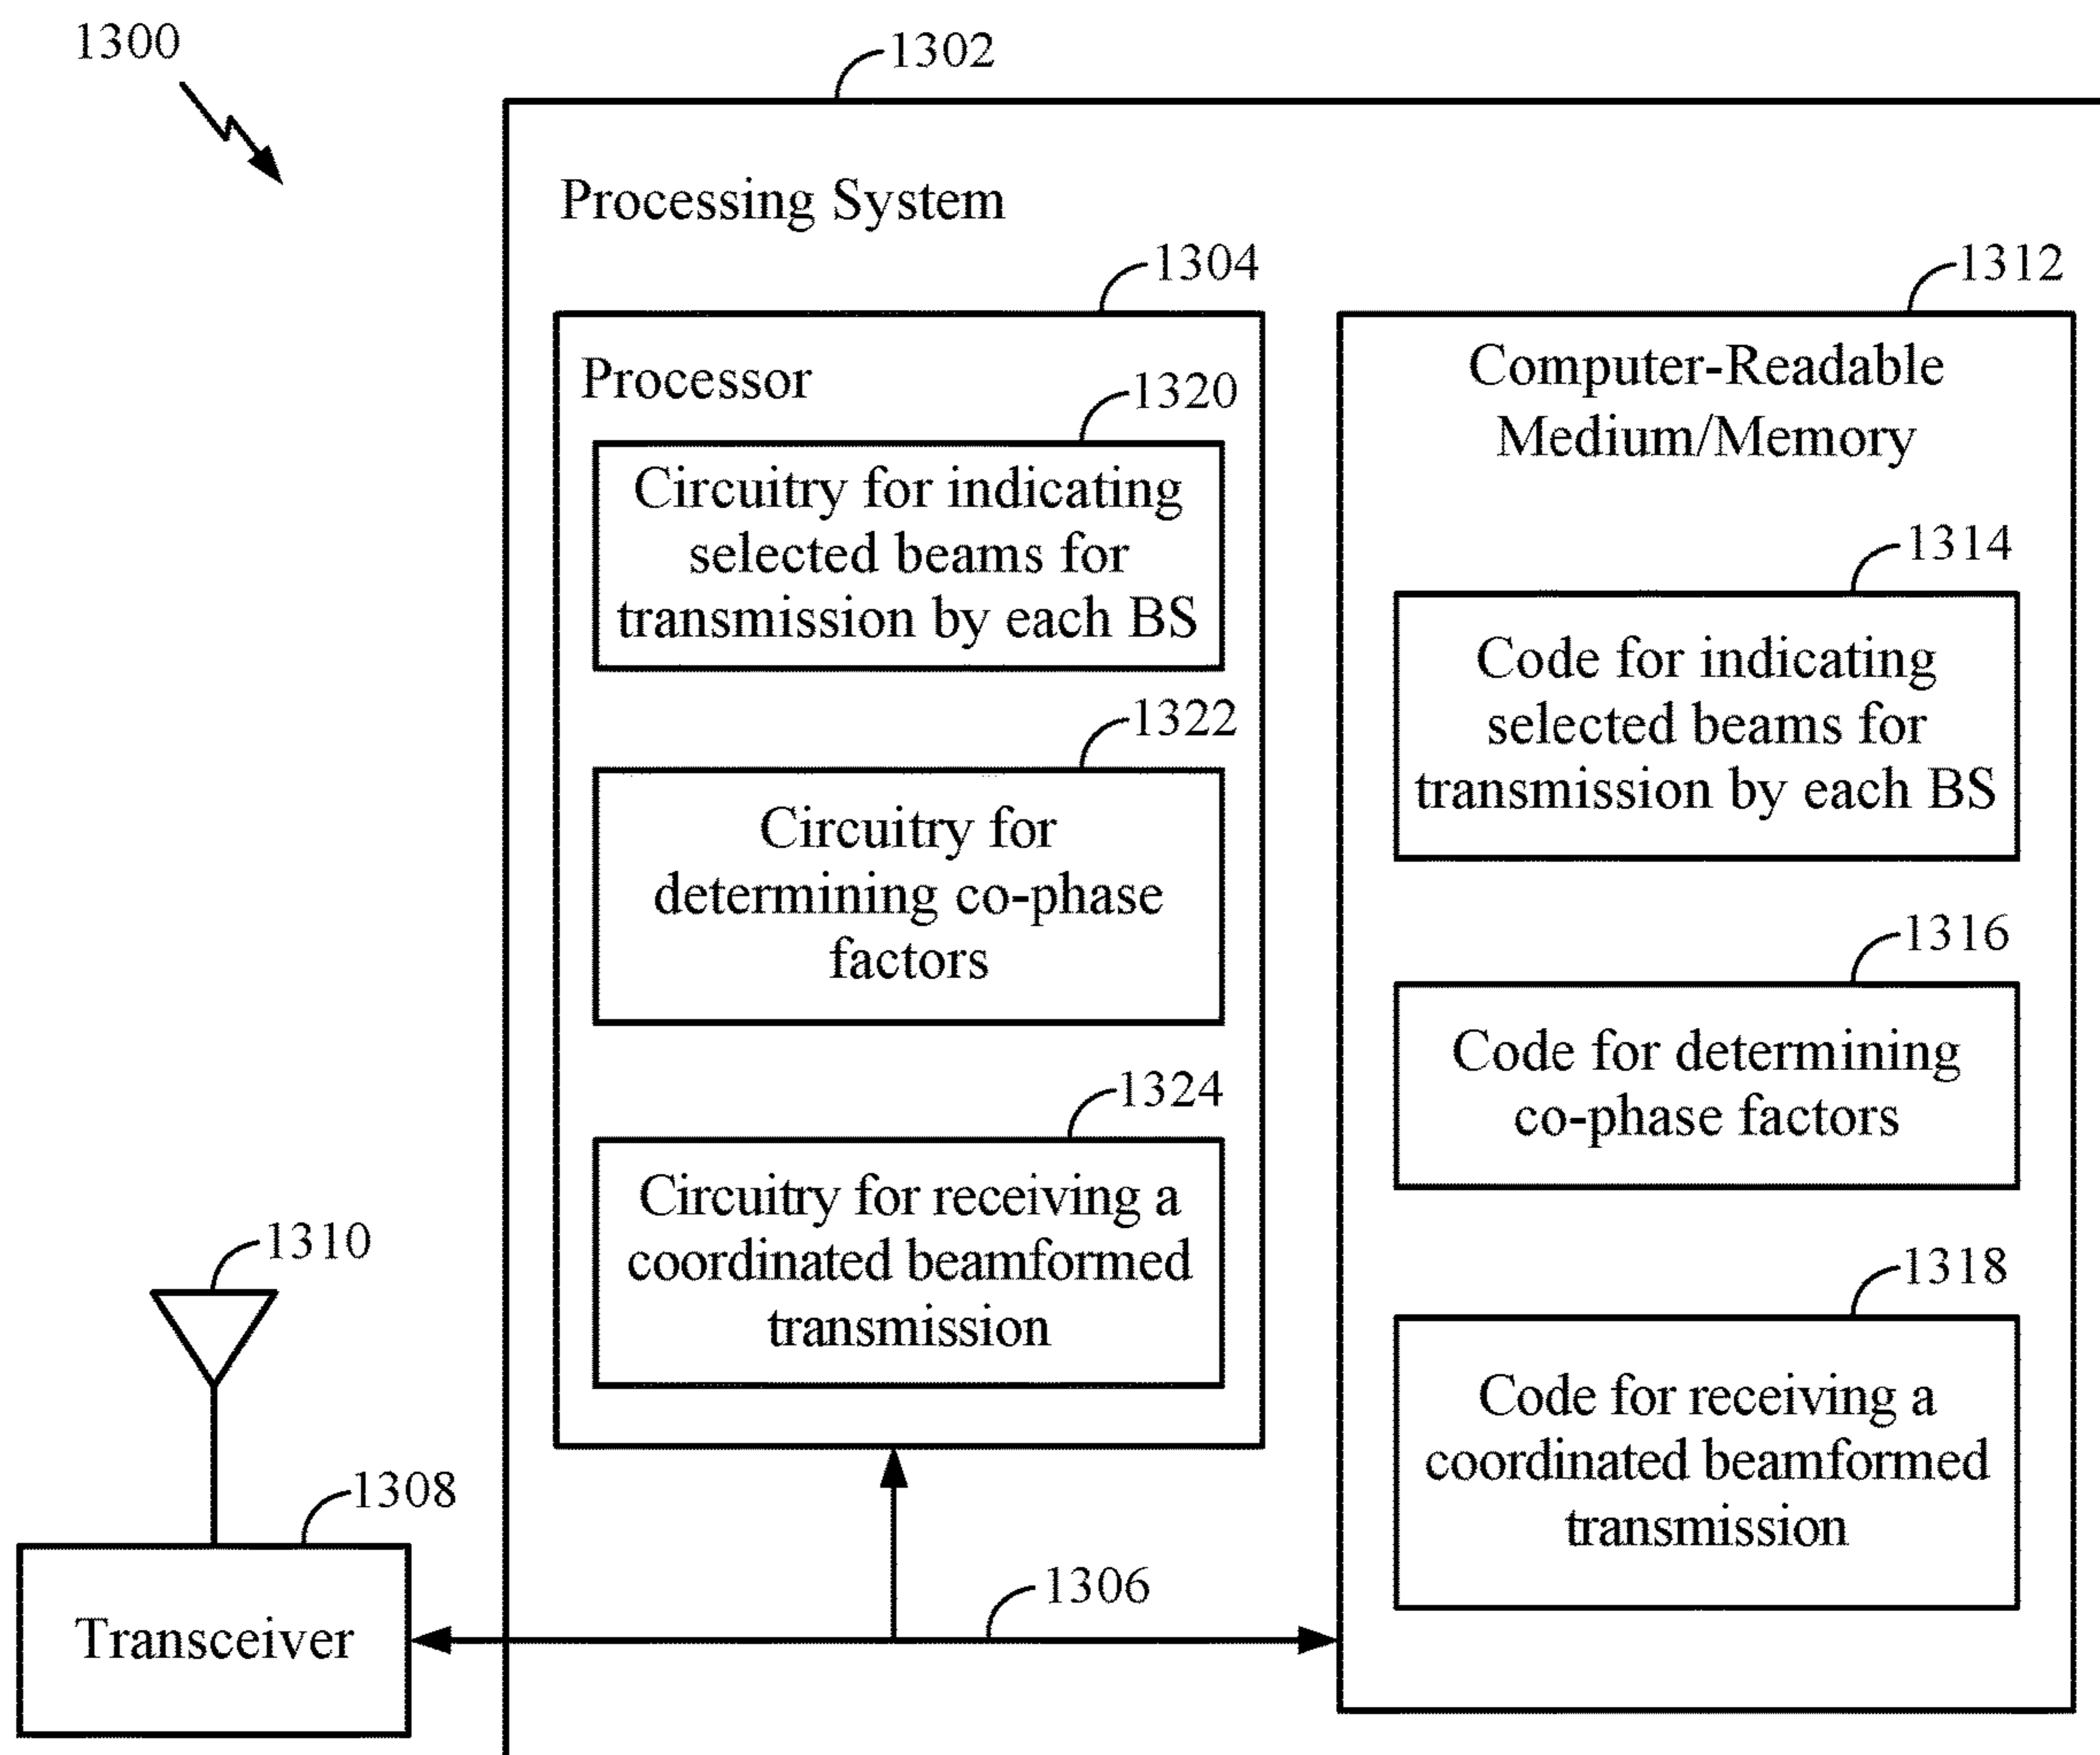 1300
1302
Processing System
1304
Processor
1320
Circuitry for indicating
selected beams for
transmission by each BS
1322
Circuitry for
determining co-phase
factors
1324
Circuitry for receiving a
coordinated beamformed
transmission
1312
Computer-Readable
Medium/Memory
1314
Code for indicating
selected beams for
transmission by each BS
1316
Code for determining
co-phase factors
1318
Code for receiving a
coordinated beamformed
transmission
1310
1308
Transceiver
1306